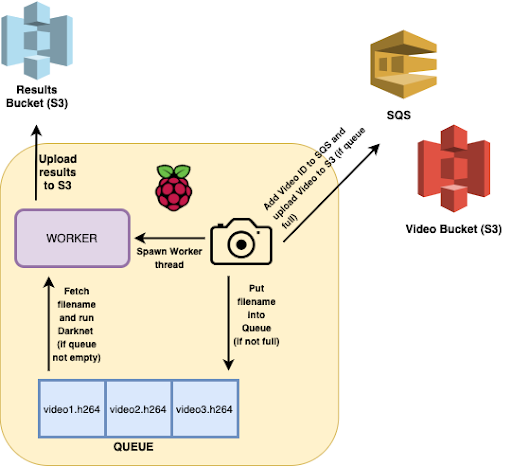 Results
Bucket (S3)
SQS
Video Bucket (S3)
Add Video ID to SQS and
upload Video to S3 (if queue
full)
Upload
results
to S3
WORKER
Spawn Worker
thread
Fetch
filename
and run
Darknet
(if queue
not empty)
Put
filename
into
Queue
(if not full)
video1.h264
video2.h264
video3.h264
QUEUE